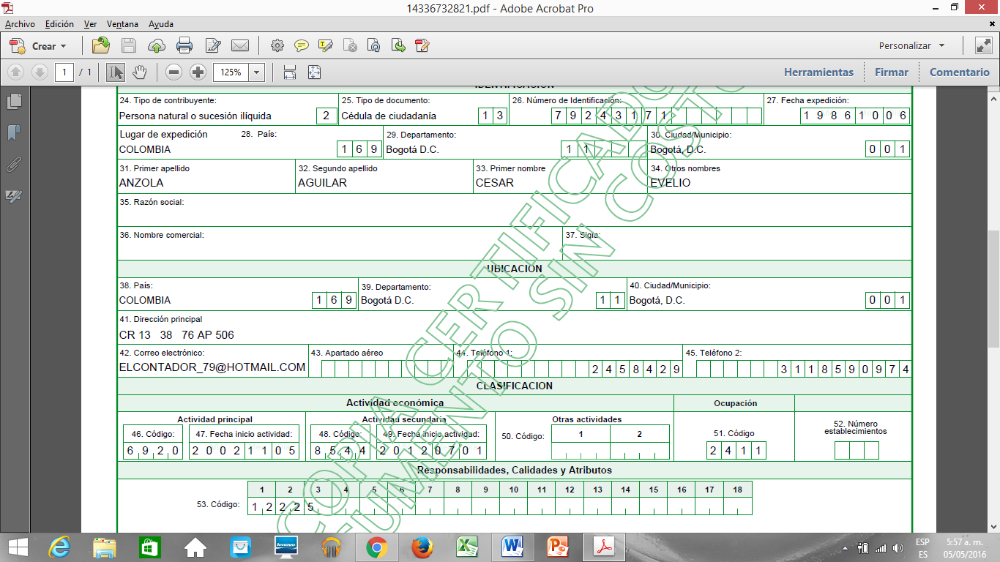 14336732821.pdf - Adobe Acrobat Pro
Archivo Edición Ver Ventana Ayuda
Crear Personalizar
1 / 1 125% Herramientas Firmar Comentario
IDENTIFICACION
24. Tipo de contribuyente: 25. Tipo de documento: 26. Número de Identificación: 27. Fecha expedición:
Persona natural o sucesión ilíquida 2 Cédula de ciudadanía 1 3 7 9 2 4 3 1 7 1 1 9 8 6 1 0 0 6
Lugar de expedición 28. País: 29. Departamento: 30. Ciudad/Municipio:
COLOMBIA 1 6 9 Bogotá D.C. 1 1 Bogotá, D.C. 0 0 1
31. Primer apellido 32. Segundo apellido 33. Primer nombre 34. Otros nombres
ANZOLA AGUILAR CESAR EVELIO
35. Razón social:
36. Nombre comercial: 37. Sigla:
UBICACION
38. País: 39. Departamento: 40. Ciudad/Municipio:
COLOMBIA 1 6 9 Bogotá D.C. 1 1 Bogotá, D.C. 0 0 1
41. Dirección principal
CR 13 38 76 AP 506
42. Correo electrónico: 43. Apartado aéreo 44. Teléfono 1: 45. Teléfono 2:
ELCONTADOR_79@HOTMAIL.COM 2 4 5 8 4 2 9 3 1 1 8 5 9 0 9 7 4
CLASIFICACION
Actividad económica Ocupación
Actividad principal Actividad secundaria Otras actividades 52. Número establecimientos
46. Código: 47. Fecha inicio actividad: 48. Código: 49. Fecha inicio actividad: 50. Código: 1 2 51. Código
6 9 2 0 2 0 0 2 1 1 0 5 8 5 4 4 2 0 1 2 0 7 0 1 2 4 1 1
Responsabilidades, Calidades y Atributos
1 2 3 4 5 6 7 8 9 10 11 12 13 14 15 16 17 18
53. Código: 1 2 2 2 5
COPIA CERTIFICADO
UMENTO SIN COSTO
ESP 5:57 a. m.
ES 05/05/2016